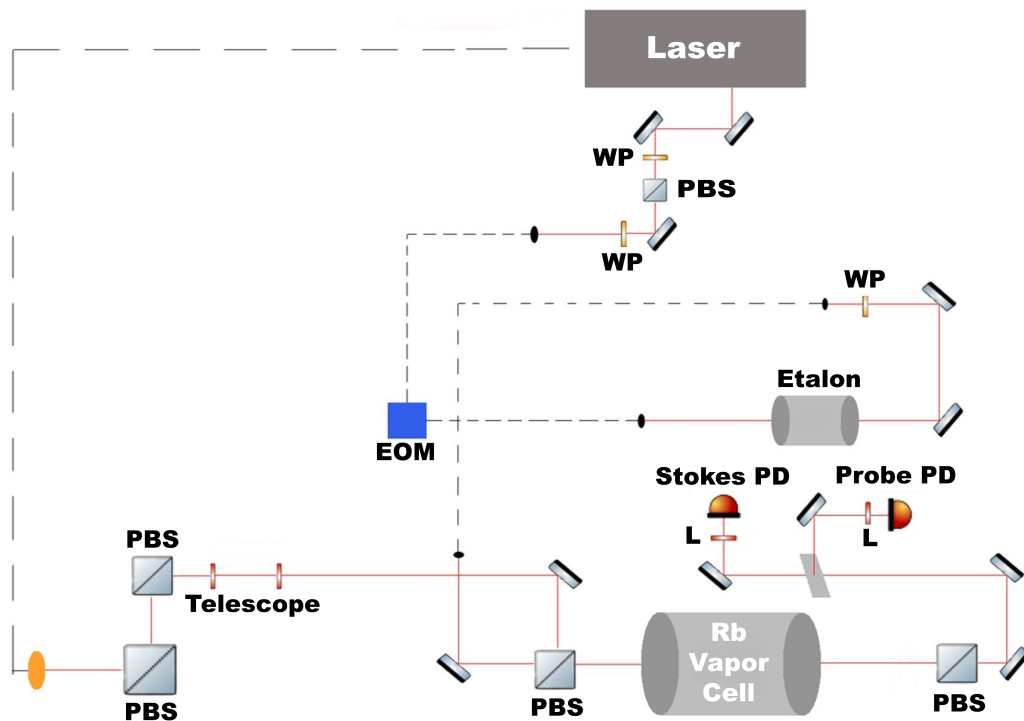 Laser
WP
PBS
WP
WP
Etalon
EOM
Stokes PD
Probe PD
L
L
PBS
Telescope
Rb
Vapor
Cell
PBS
PBS
PBS